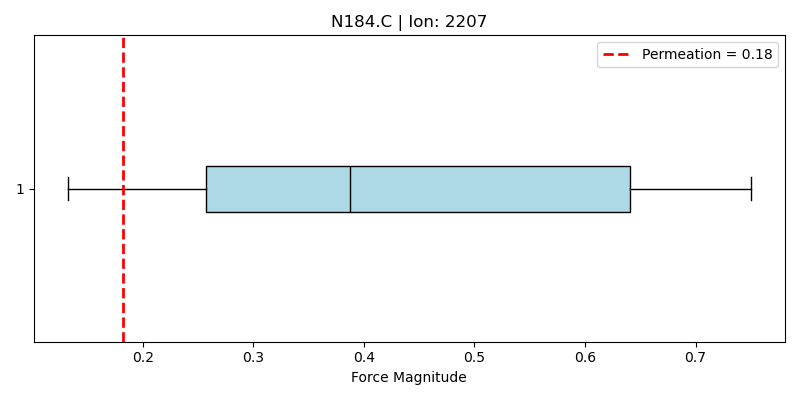 N184.C | Ion: 2207
Permeation = 0.18
1
0.2 0.3 0.4 0.5 0.6 0.7
Force Magnitude